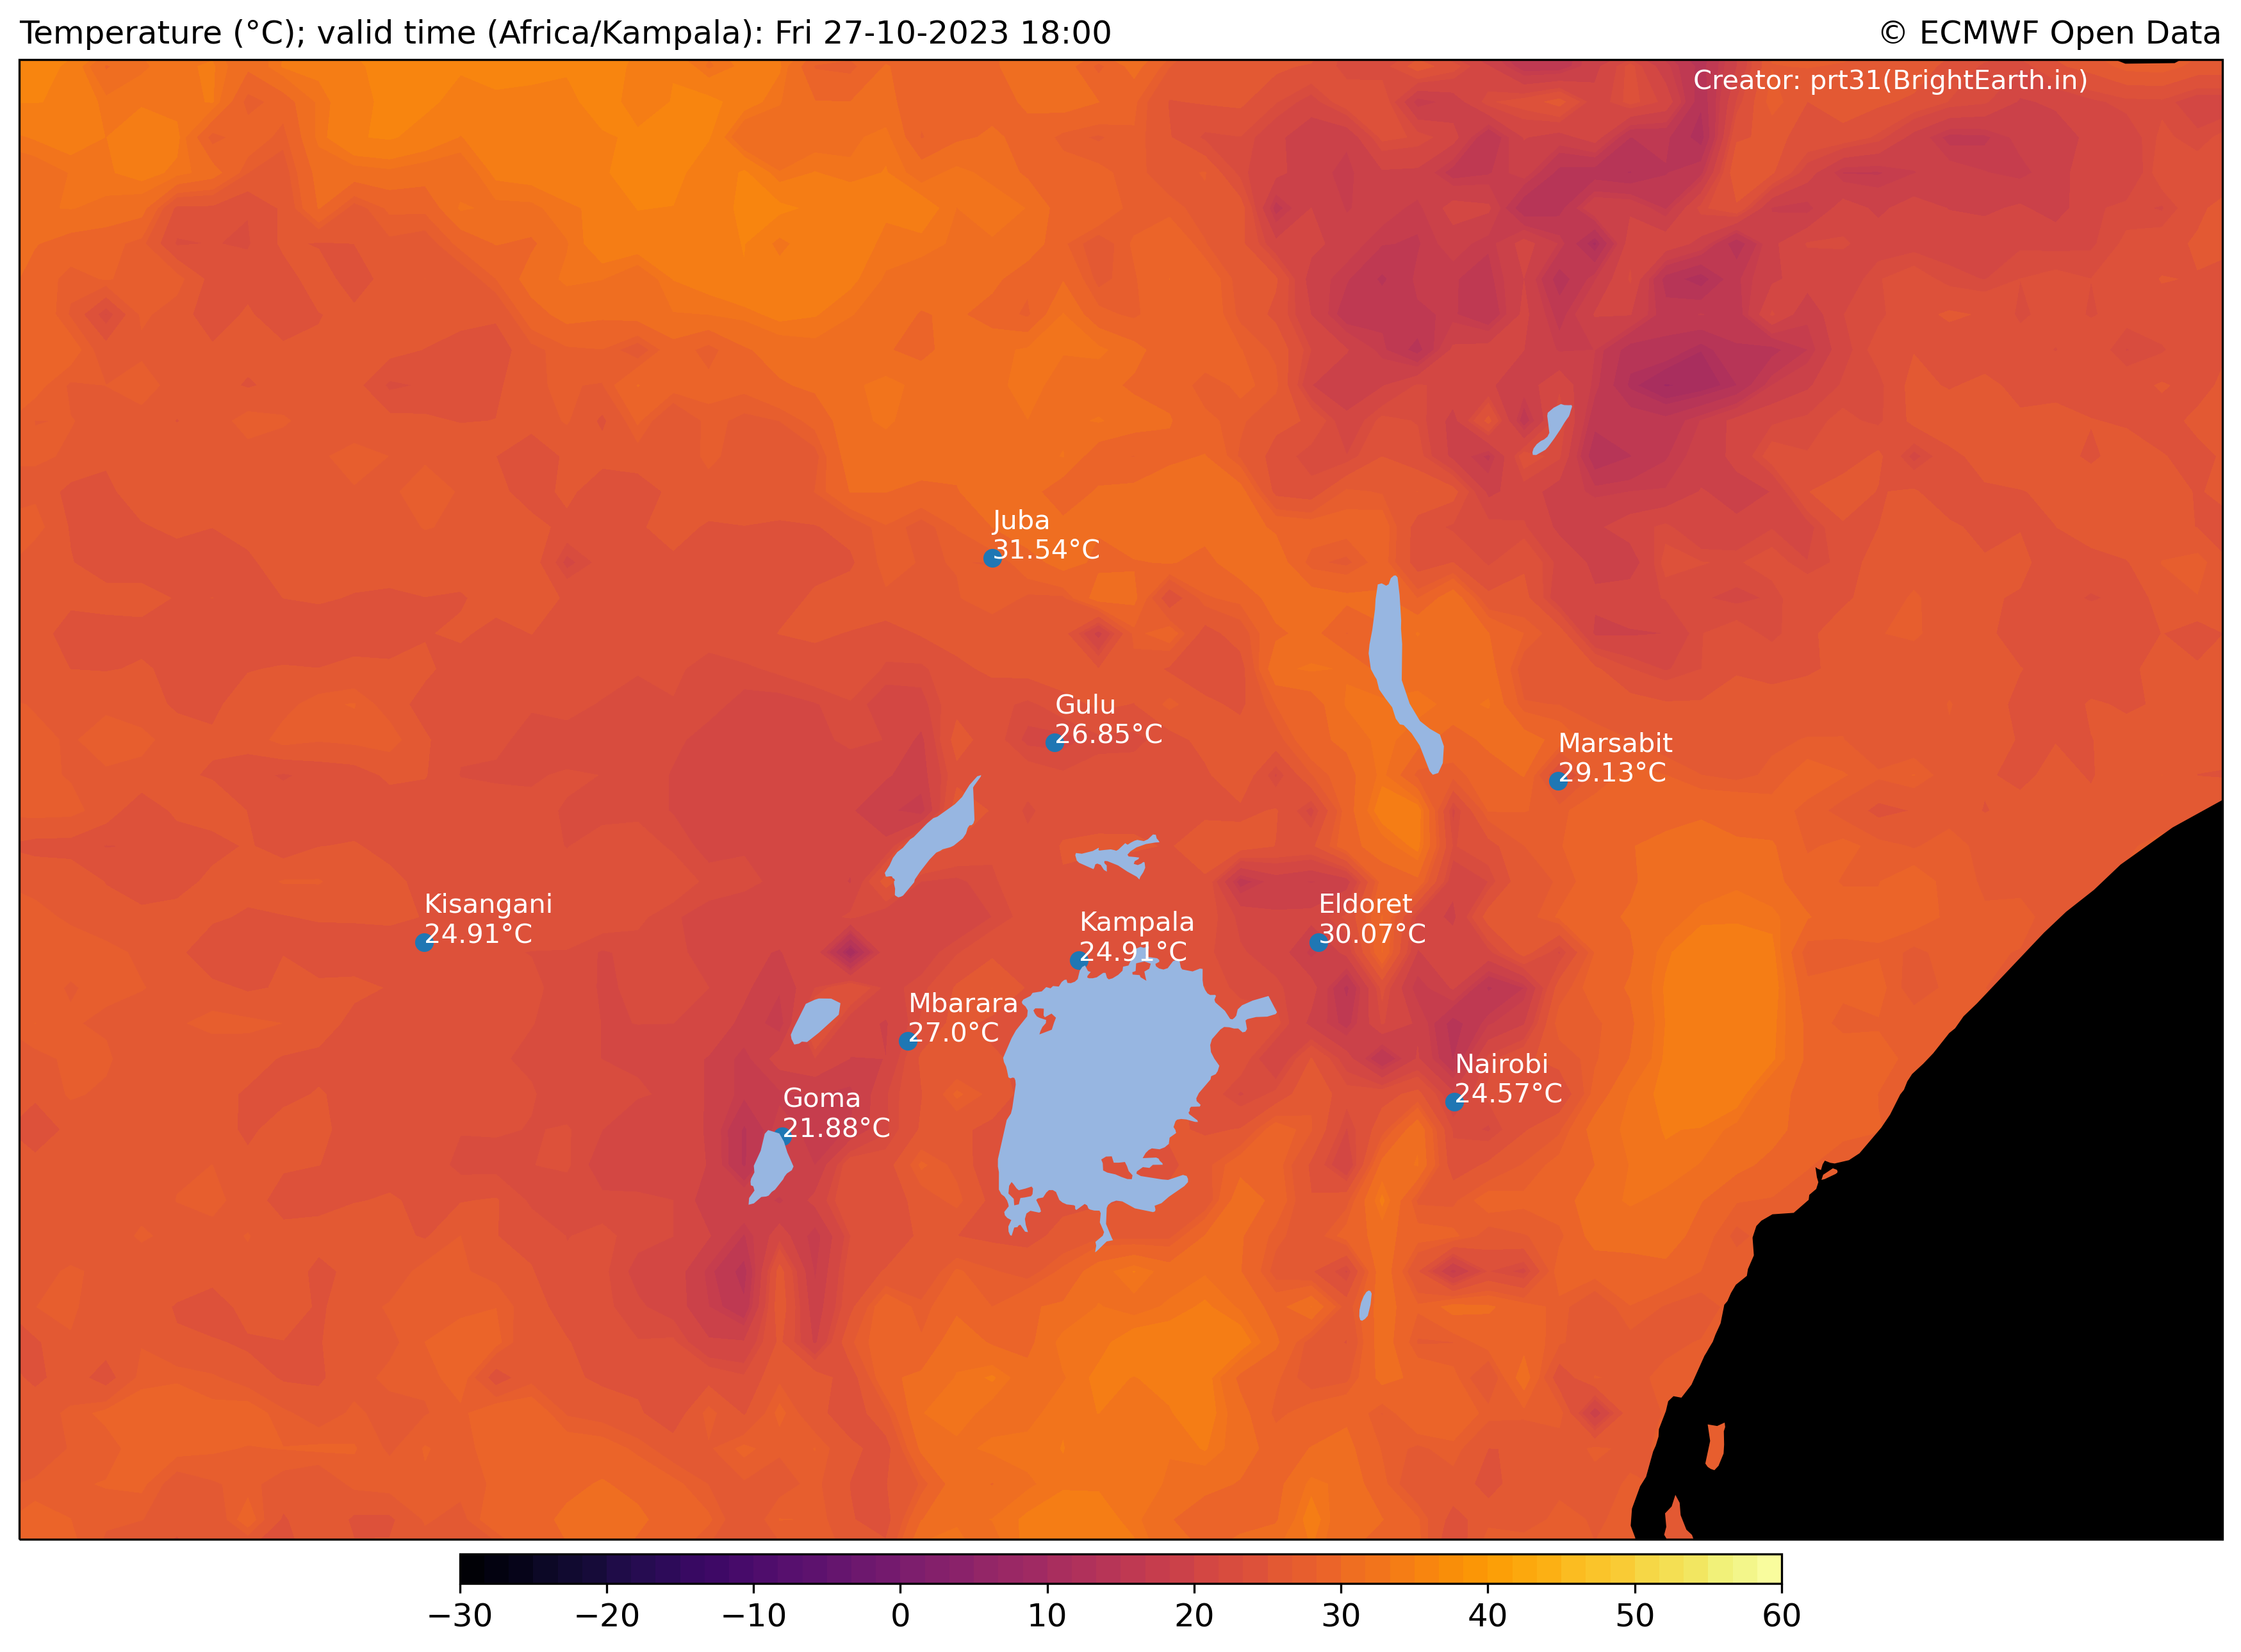 Temperature (°C); valid time (Africa/Kampala): Fri 27-10-2023 18:00
© ECMWF Open Data
Creator: prt31(BrightEarth.in)
Juba
31.54°C
Gulu
26.85°C
Marsabit
29.13°C
Kisangani
24.91°C
Kampala
24.91°C
Eldoret
30.07°C
Mbarara
27.0°C
Nairobi
24.57°C
Goma
21.88°C
−30 −20 −10 0 10 20 30 40 50 60